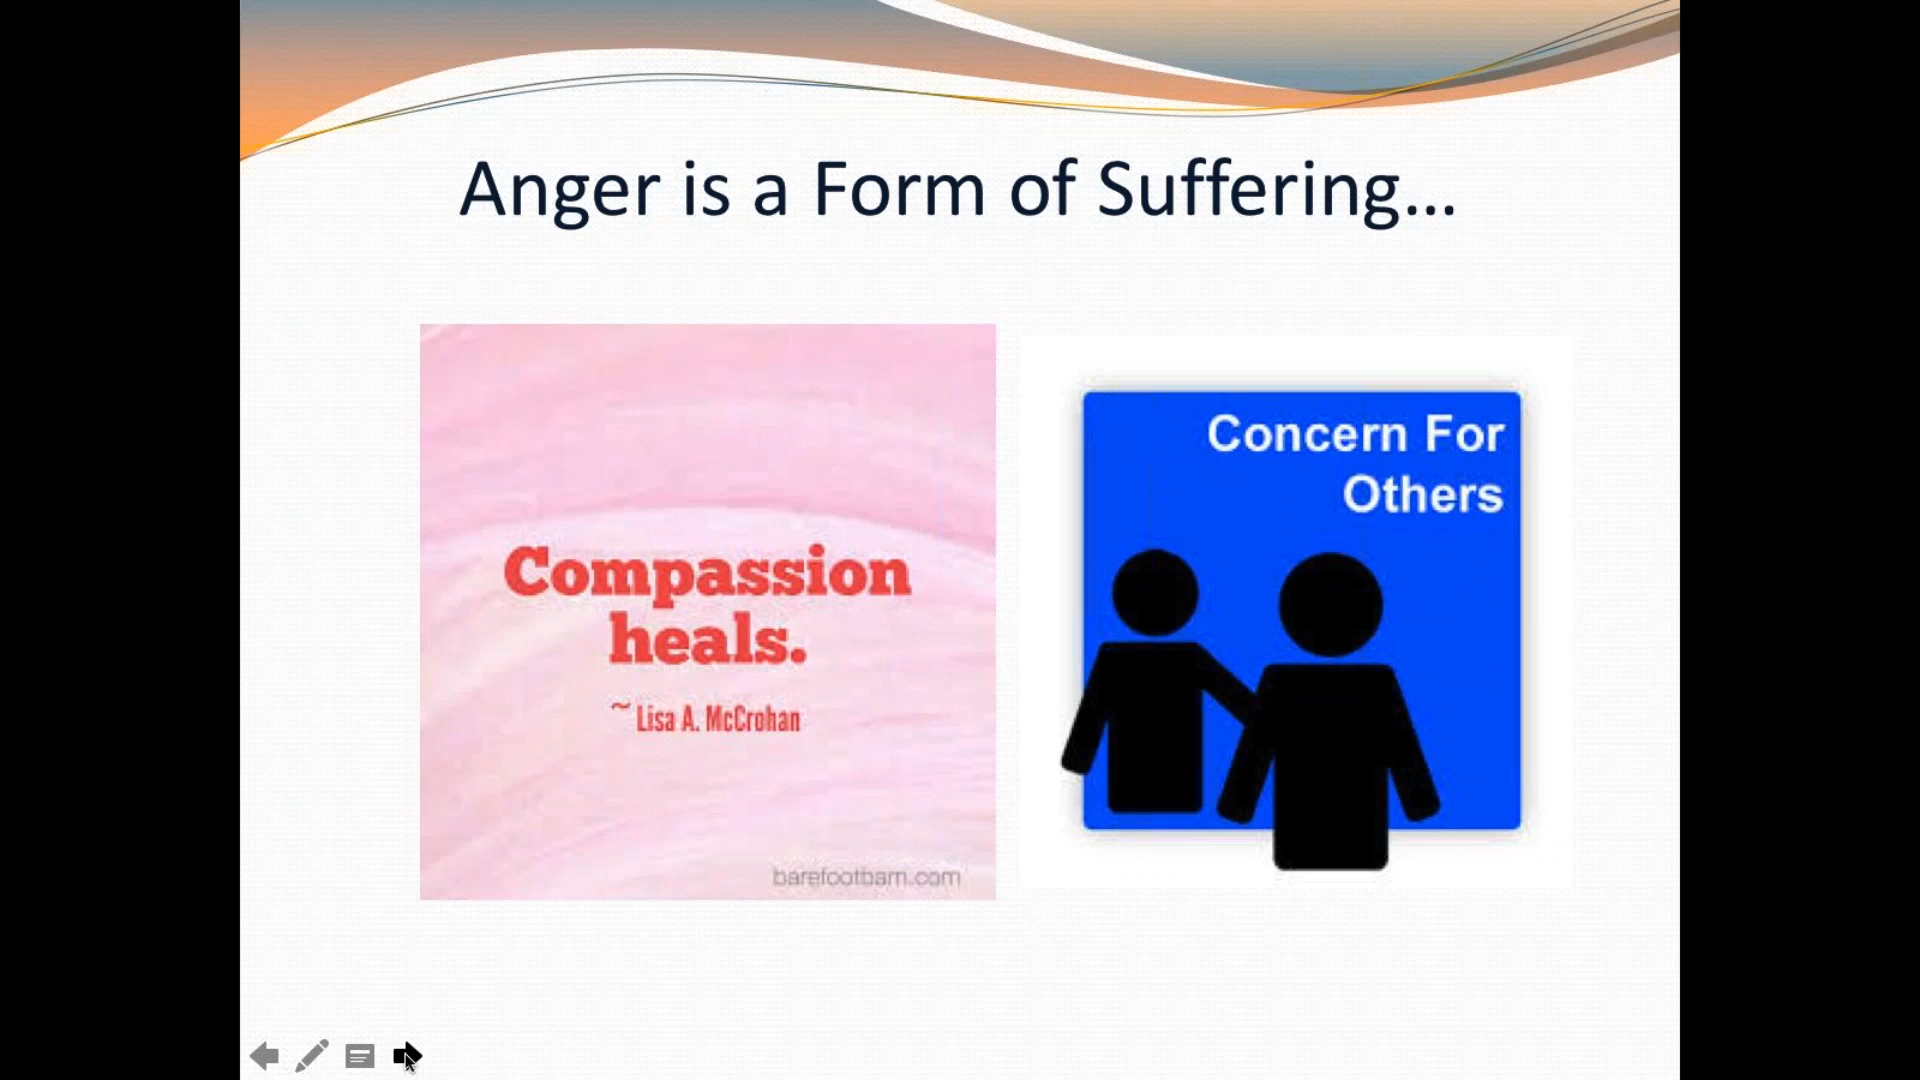 Anger is a Form of Suffering...
Compassion
heals.
~ Lisa A. McCrohan
barefootbarn.com
Concern For
Others